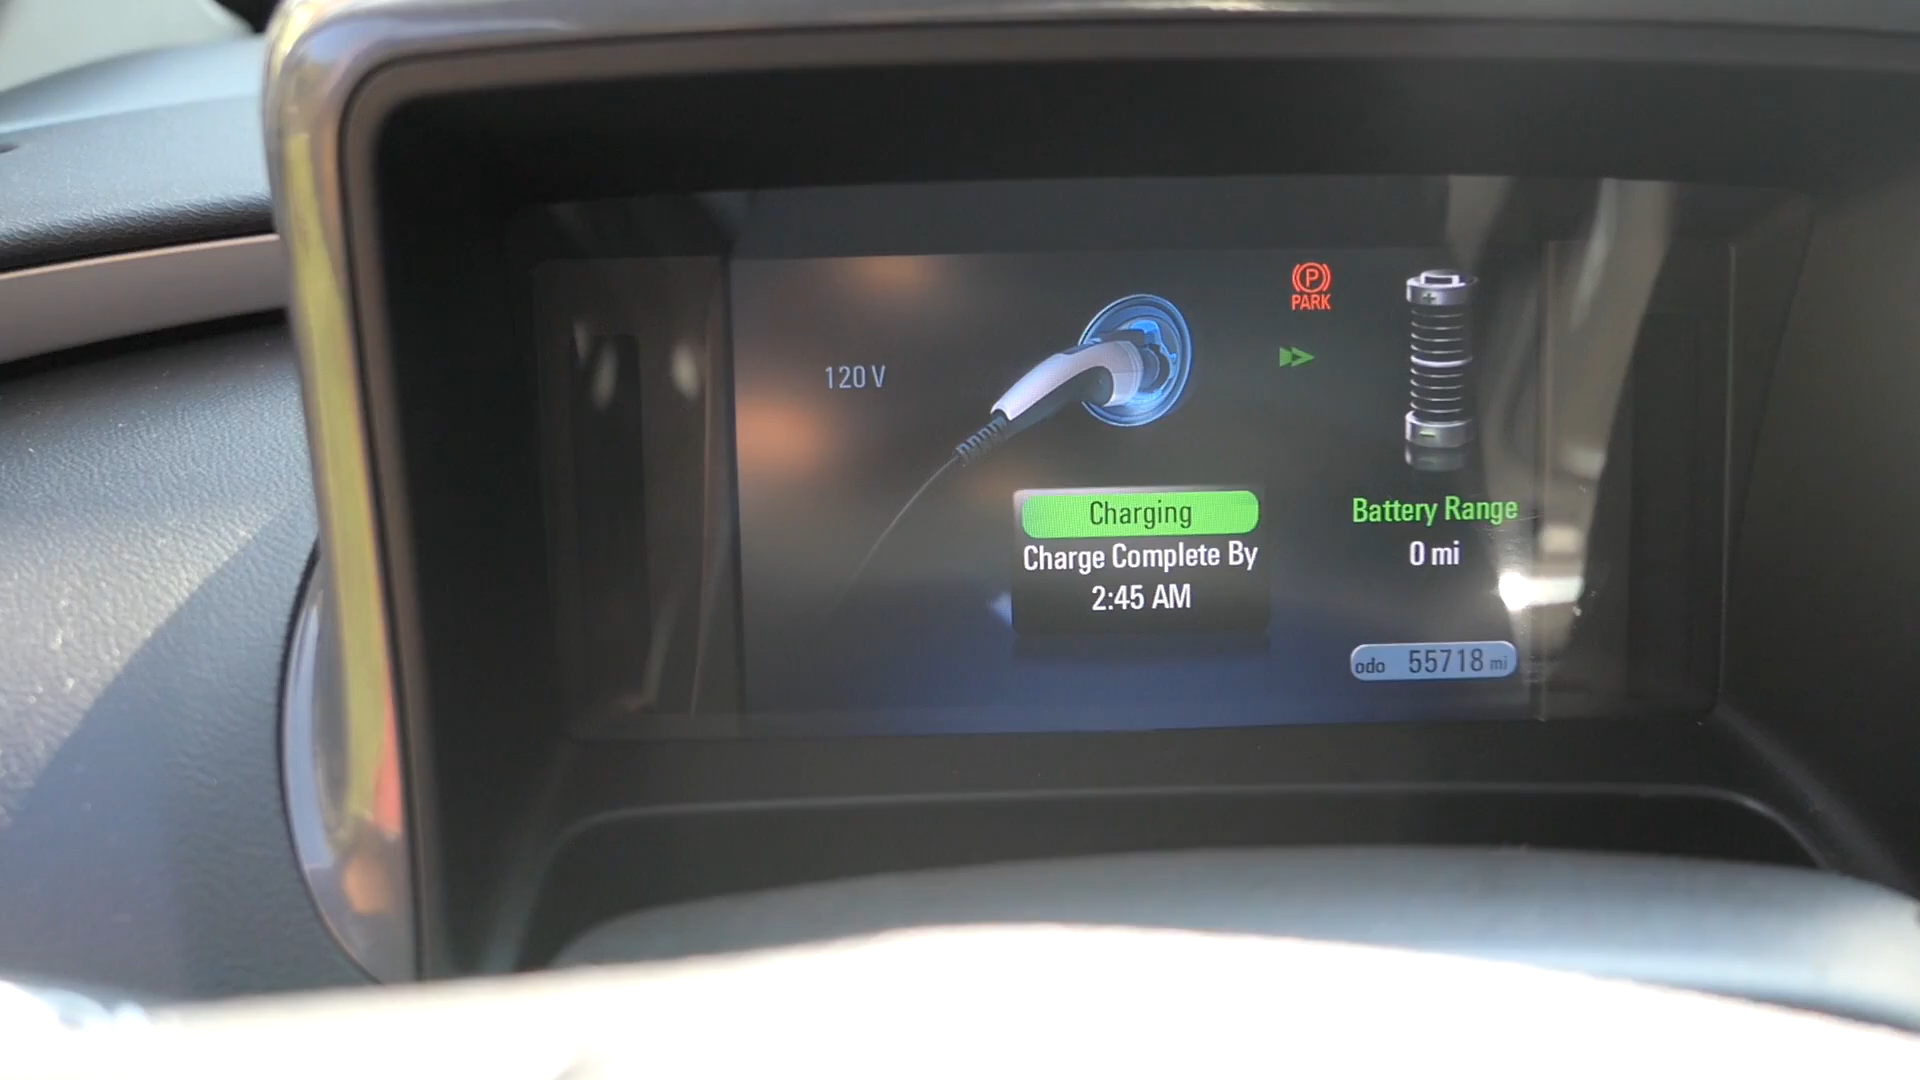 P
PARK
120 V
+
-
Charging
Charge Complete By
2:45 AM
Battery Range
0 mi
odo 55718 mi